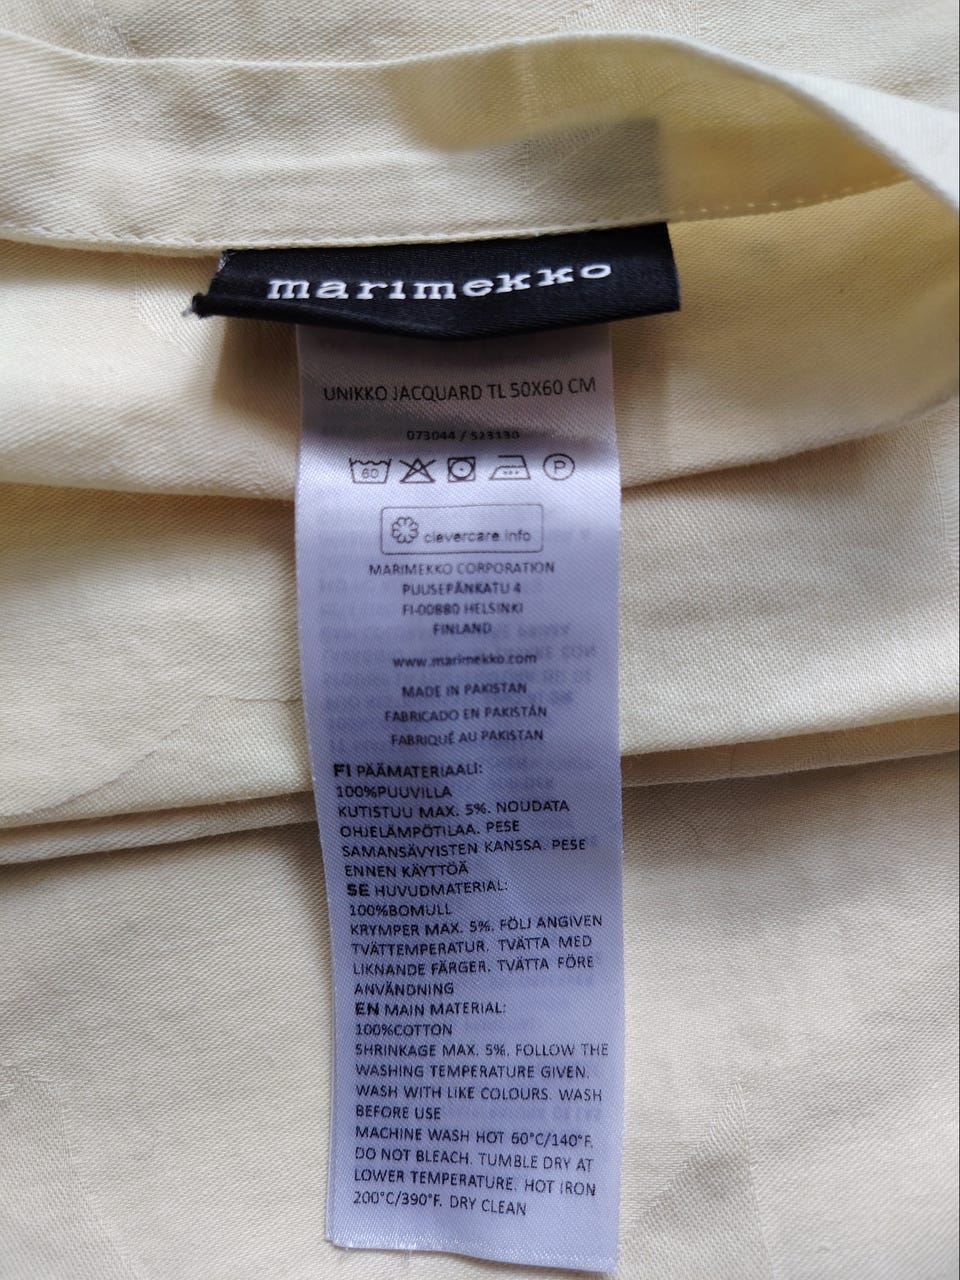 marimekko
UNIKKO JACQUARD TL 50X60 CM
073044 / 523130
60
P
clevercare.info
MARIMEKKO CORPORATION
PUUSEPÄNKATU 4
FI-00880 HELSINKI
FINLAND
www.marimekko.com
MADE IN PAKISTAN
FABRICADO EN PAKISTÁN
FABRIQUÉ AU PAKISTAN
FI PÄÄMATERIAALI:
100%PUUVILLA
KUTISTUU MAX. 5%. NOUDATA
OHJELÄMPÖTILAA. PESE
SAMANSÄVYISTEN KANSSA. PESE
ENNEN KÄYTTÖÄ
SE HUVUDMATERIAL:
100%BOMULL
KRYMPER MAX. 5%. FÖLJ ANGIVEN
TVÄTTEMPERATUR. TVÄTTA MED
LIKNANDE FÄRGER. TVÄTTA FÖRE
ANVÄNDNING
EN MAIN MATERIAL:
100%COTTON
SHRINKAGE MAX. 5%. FOLLOW THE
WASHING TEMPERATURE GIVEN.
WASH WITH LIKE COLOURS. WASH
BEFORE USE
MACHINE WASH HOT 60°C/140°F.
DO NOT BLEACH. TUMBLE DRY AT
LOWER TEMPERATURE. HOT IRON
200°C/390°F. DRY CLEAN